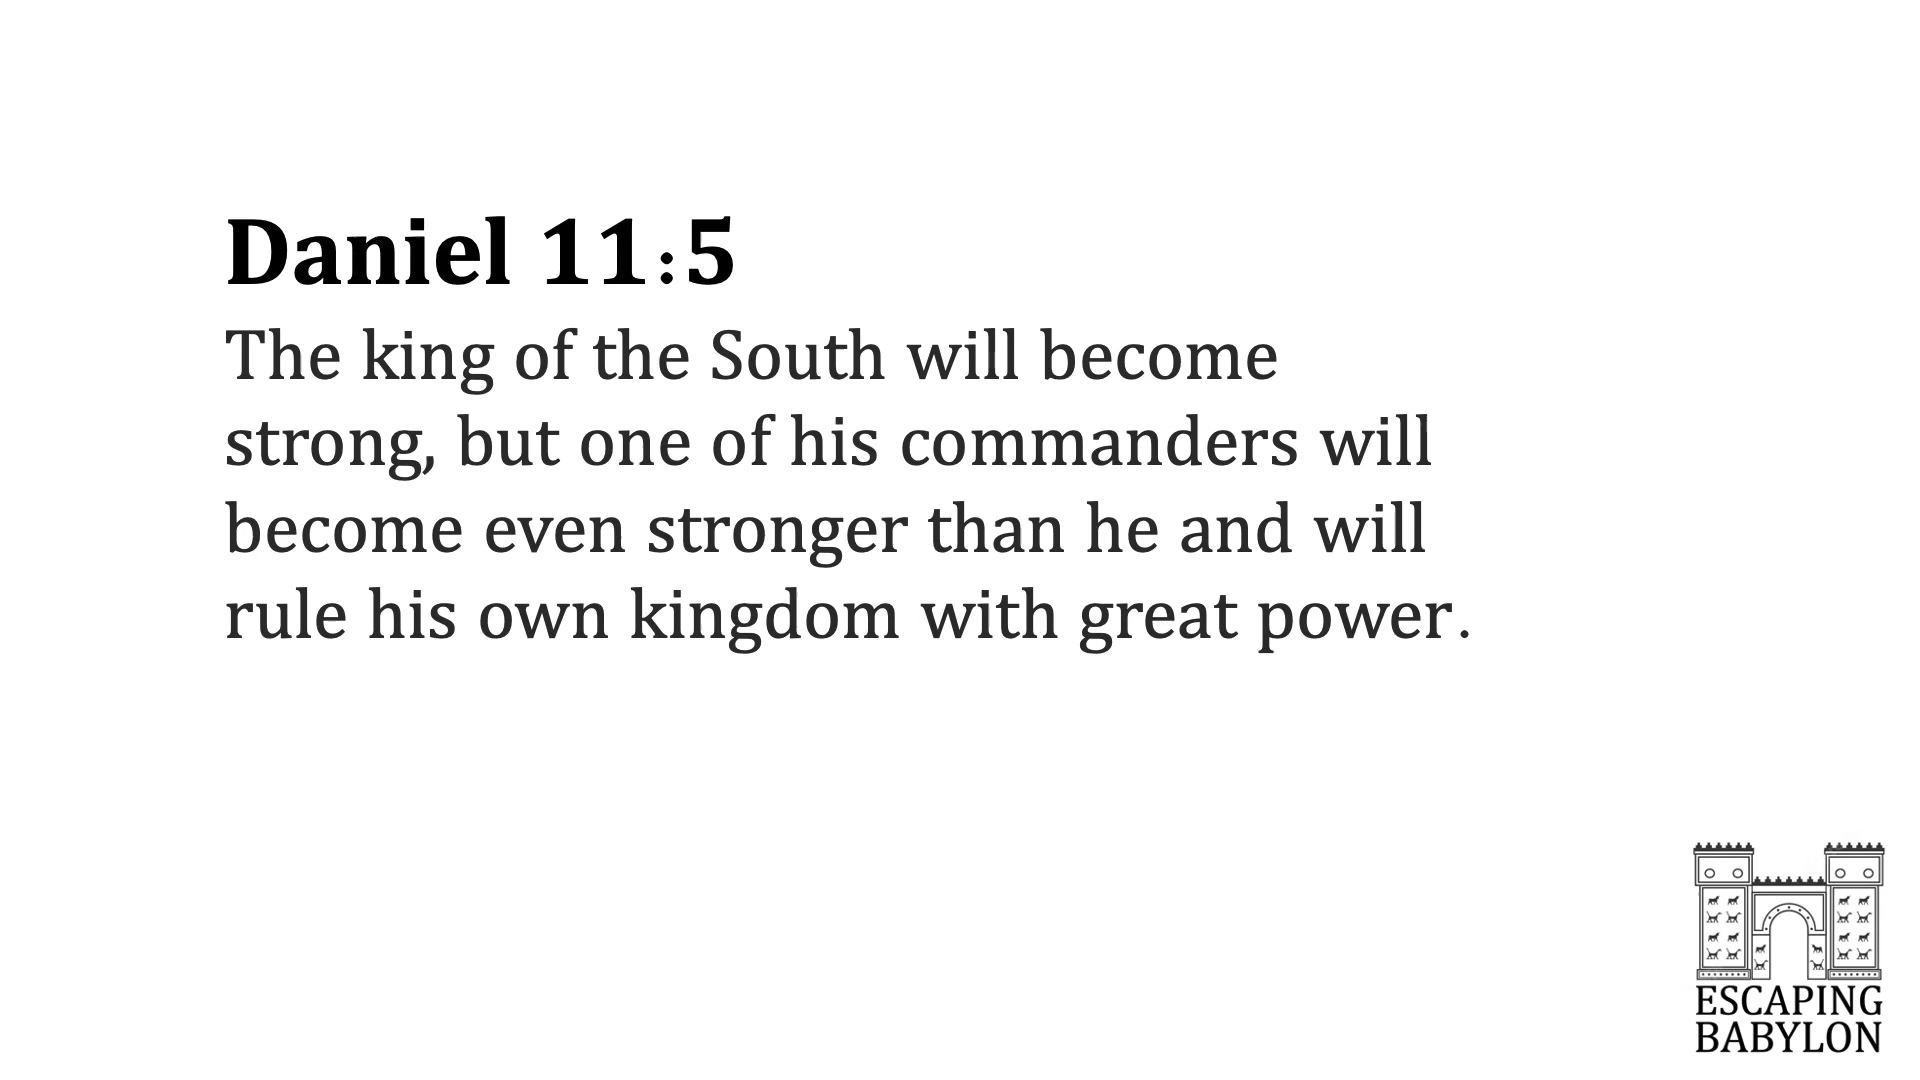 Daniel 11:5
The king of the South will become
strong, but one of his commanders will
become even stronger than he and will
rule his own kingdom with great power.
ESCAPING
BABYLON